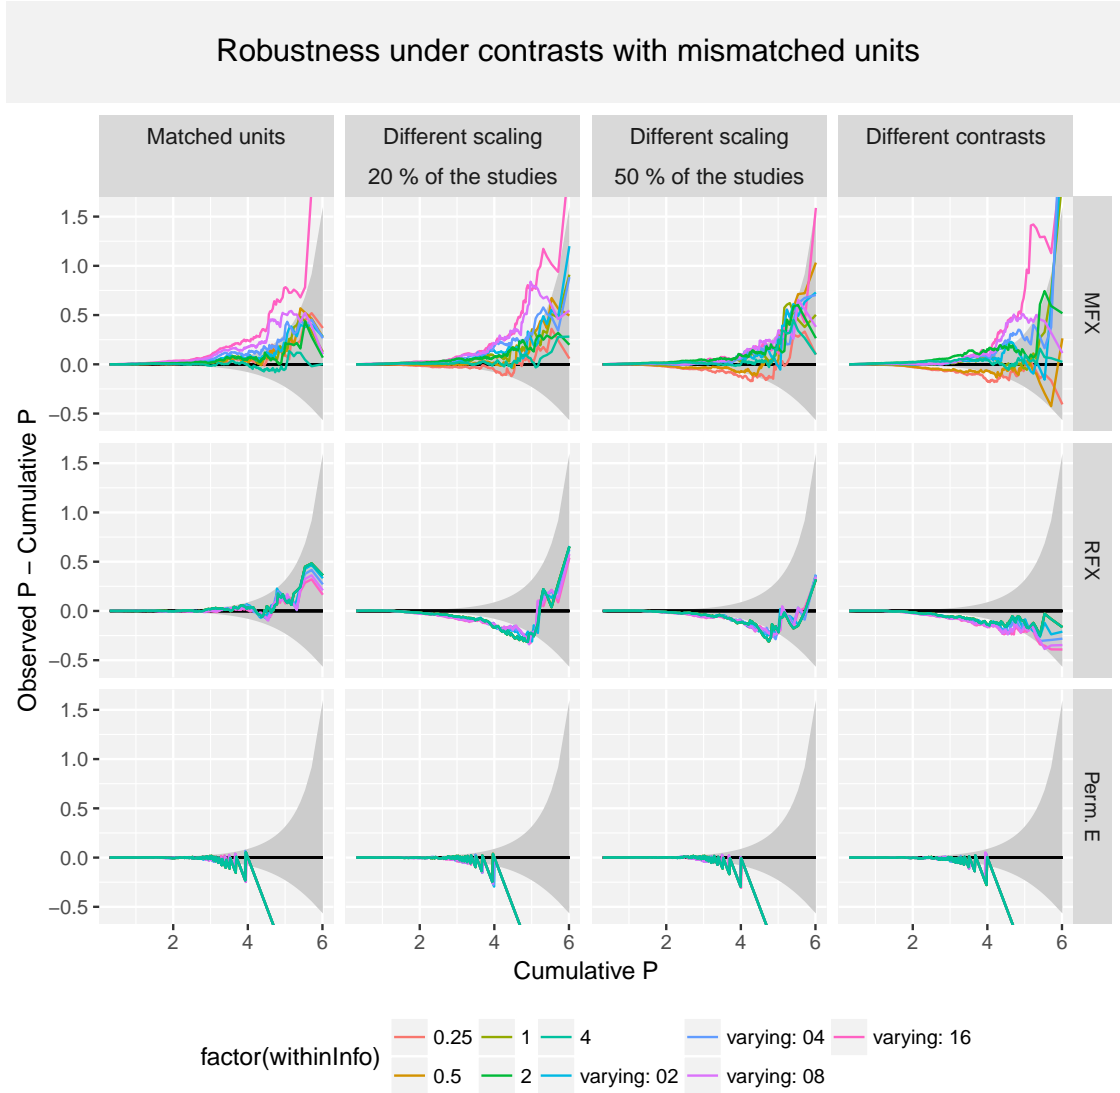 Robustness under contrasts with mismatched units
Matched units
Different scaling
20 % of the studies
Different scaling
50 % of the studies
Different contrasts
1.5
1.0
0.5
0.0
−0.5
MFX
1.5
1.0
0.5
0.0
−0.5
RFX
1.5
1.0
0.5
0.0
−0.5
Perm. E
Observed P − Cumulative P
2 4 6
2 4 6
2 4 6
2 4 6
Cumulative P
factor(withinInfo)
0.25 1 4 varying: 04 varying: 16
0.5 2 varying: 02 varying: 08